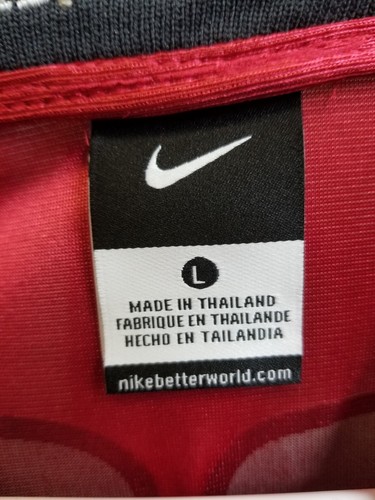 L
MADE IN THAILAND
FABRIQUE EN THAILANDE
HECHO EN TAILANDIA
nikebetterworld.com